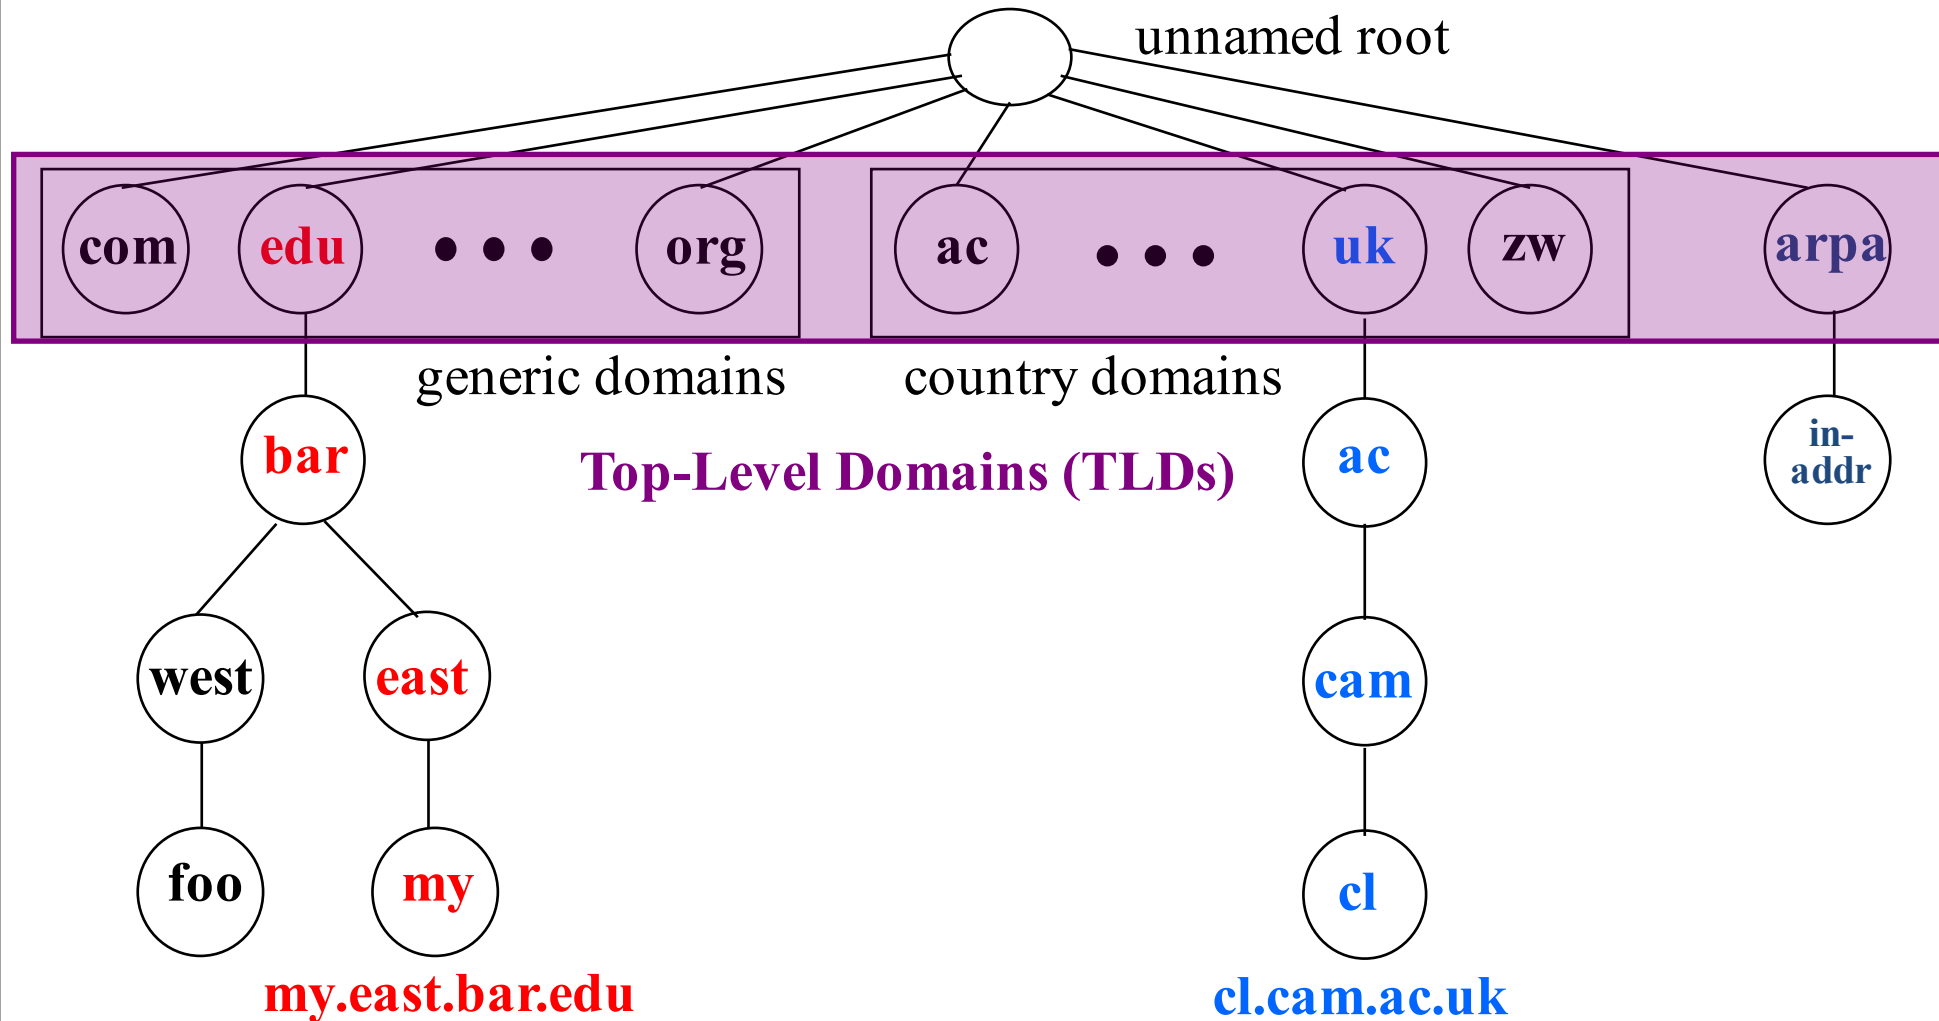 unnamed root
com edu ••• org ac ••• uk zw arpa
generic domains country domains
bar Top-Level Domains (TLDs) ac in-
addr
west east cam
foo my cl
my.east.bar.edu cl.cam.ac.uk